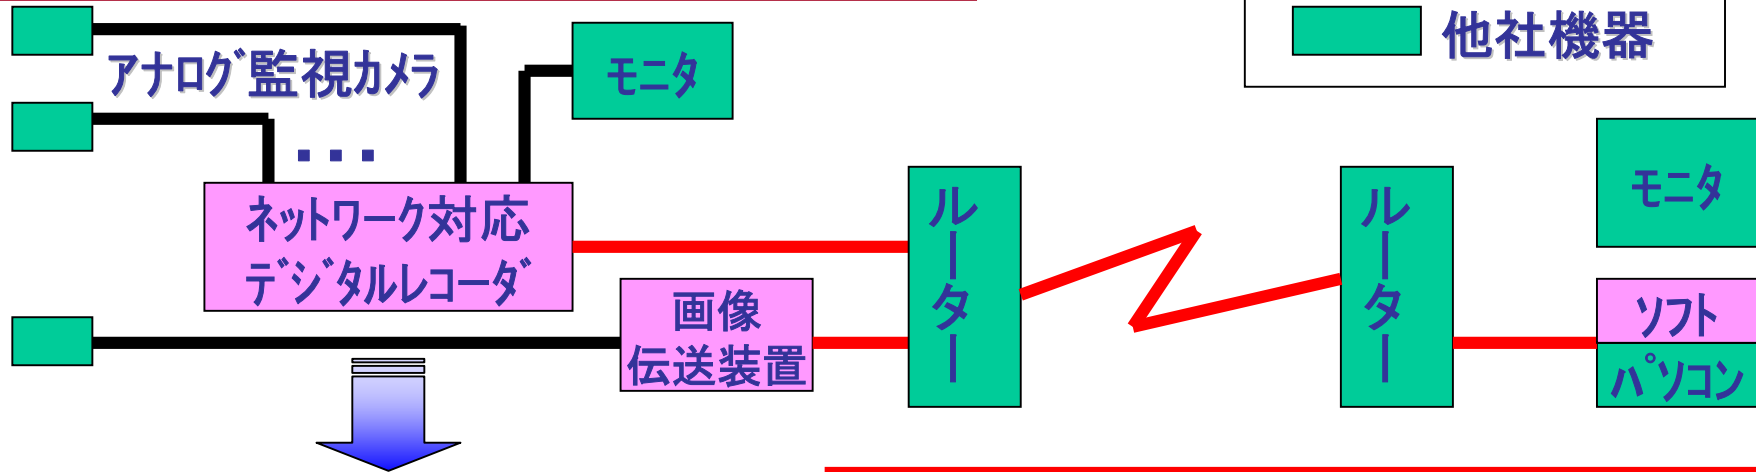 他社機器
アナログ監視カメラ
モニタ
・・・
ネットワーク対応
デジタルレコーダ
画像
伝送装置
ルーター
ルーター
モニタ
ソフト
パソコン